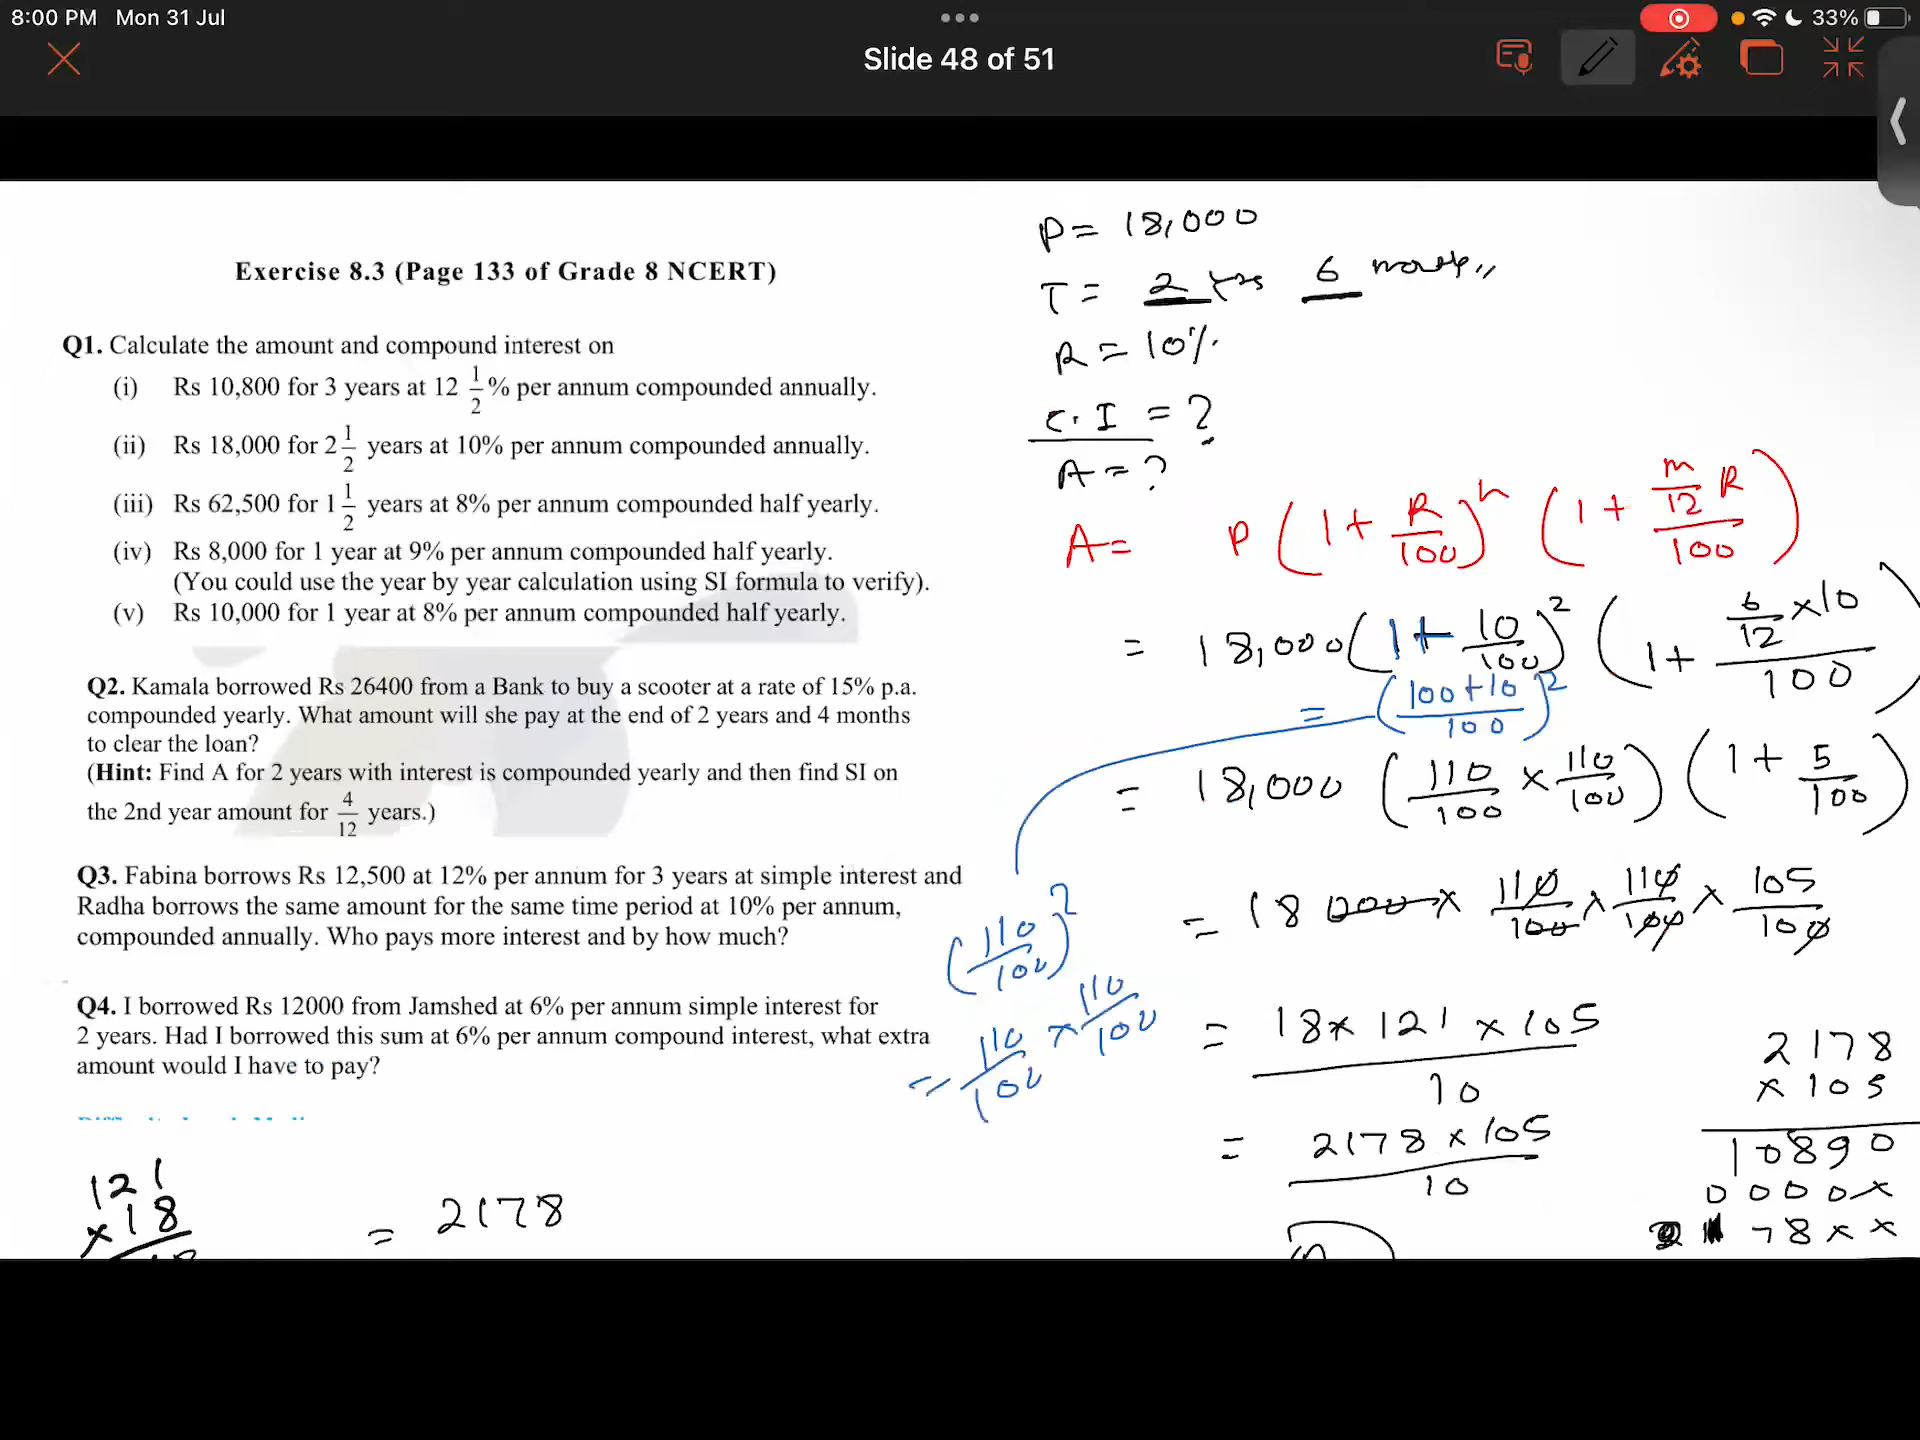 8:00 PM Mon 31 Jul
33%
Slide 48 of 51
Exercise 8.3 (Page 133 of Grade 8 NCERT)
Q1. Calculate the amount and compound interest on
(i) Rs 10,800 for 3 years at 12 1/2 % per annum compounded annually.
(ii) Rs 18,000 for 2 1/2 years at 10% per annum compounded annually.
(iii) Rs 62,500 for 1 1/2 years at 8% per annum compounded half yearly.
(iv) Rs 8,000 for 1 year at 9% per annum compounded half yearly.
(You could use the year by year calculation using SI formula to verify).
(v) Rs 10,000 for 1 year at 8% per annum compounded half yearly.
Q2. Kamala borrowed Rs 26400 from a Bank to buy a scooter at a rate of 15% p.a.
compounded yearly. What amount will she pay at the end of 2 years and 4 months
to clear the loan?
(Hint: Find A for 2 years with interest is compounded yearly and then find SI on
the 2nd year amount for 4/12 years.)
Q3. Fabina borrows Rs 12,500 at 12% per annum for 3 years at simple interest and
Radha borrows the same amount for the same time period at 10% per annum,
compounded annually. Who pays more interest and by how much?
Q4. I borrowed Rs 12000 from Jamshed at 6% per annum simple interest for
2 years. Had I borrowed this sum at 6% per annum compound interest, what extra
amount would I have to pay?
121
×18
= 2178
P = 18,000
T = 2 yrs 6 months
R = 10%
C.I = ?
A = ?
A = P (1 + R/100)^n (1 + m/12 R/100)
= 18,000 (1 + 10/100)^2 (1 + 6/12 × 10/100)
= (100+10/100)^2
= 18,000 (110/100 × 110/100) (1 + 5/100)
= 18 000 × 110/100 × 110/100 × 105/100
(110/100)^2
= 110/100 × 110/100
= 18 × 121 × 105/10
= 2178 × 105/10
2178
× 105
10890
0000×
78××